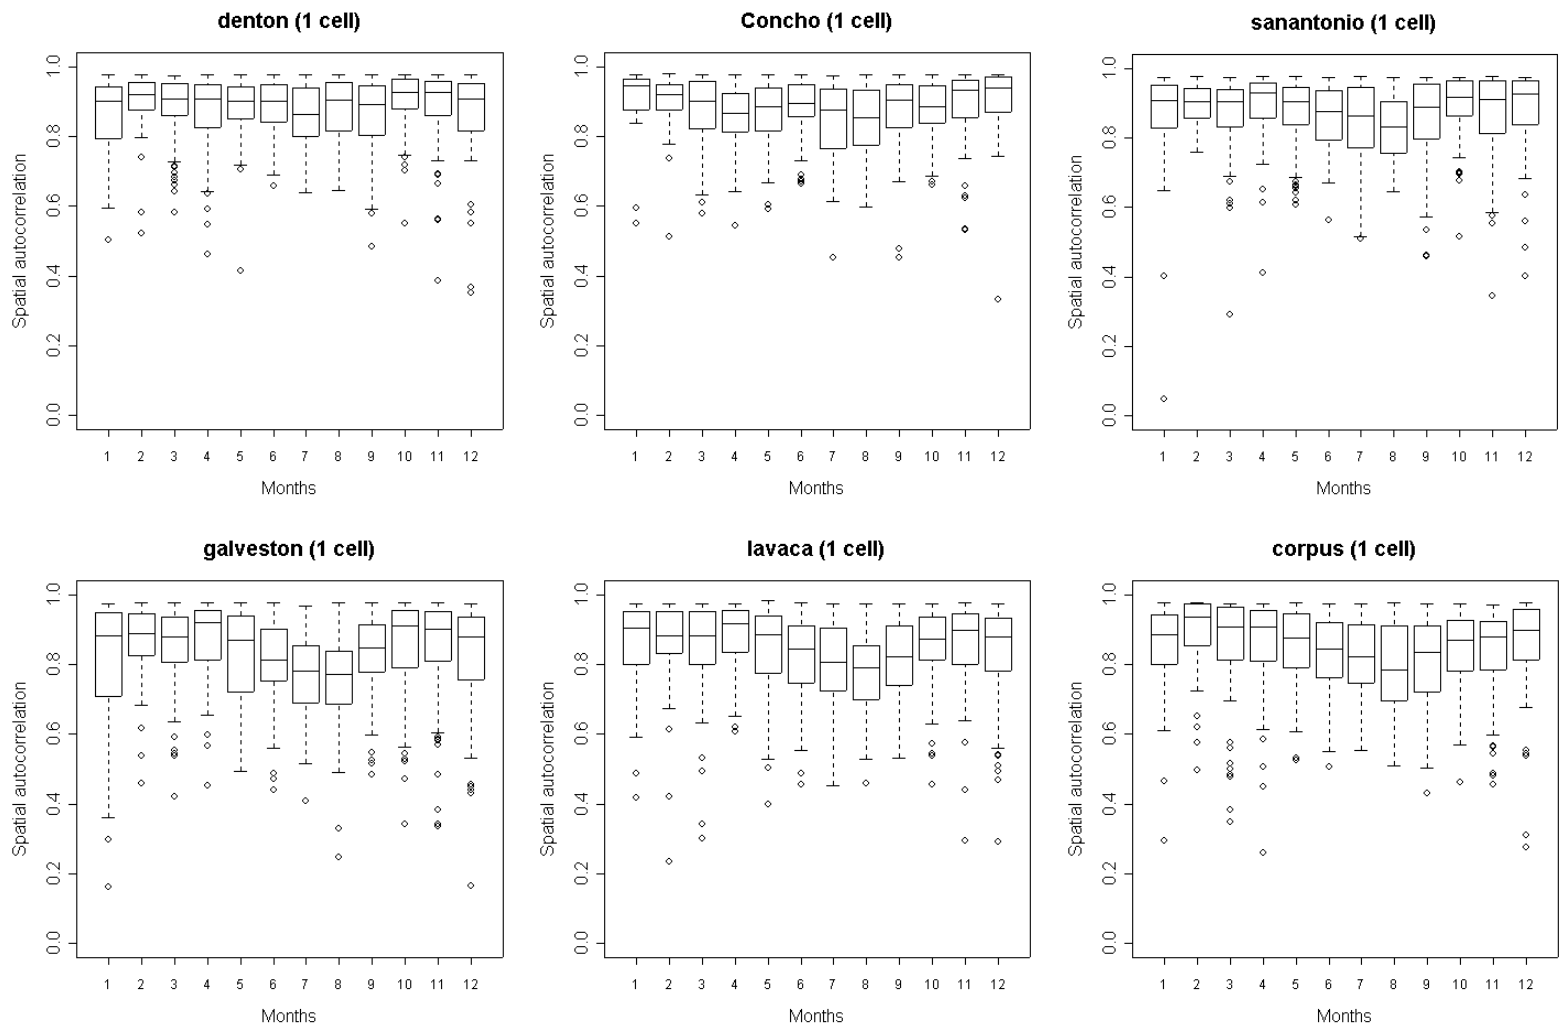 denton (1 cell)
Spatial autocorrelation
0.0 0.2 0.4 0.6 0.8 1.0
1 2 3 4 5 6 7 8 9 10 11 12
Months
Concho (1 cell)
Spatial autocorrelation
0.0 0.2 0.4 0.6 0.8 1.0
1 2 3 4 5 6 7 8 9 10 11 12
Months
sanantonio (1 cell)
Spatial autocorrelation
0.0 0.2 0.4 0.6 0.8 1.0
1 2 3 4 5 6 7 8 9 10 11 12
Months
galveston (1 cell)
Spatial autocorrelation
0.0 0.2 0.4 0.6 0.8 1.0
1 2 3 4 5 6 7 8 9 10 11 12
Months
lavaca (1 cell)
Spatial autocorrelation
0.0 0.2 0.4 0.6 0.8 1.0
1 2 3 4 5 6 7 8 9 10 11 12
Months
corpus (1 cell)
Spatial autocorrelation
0.0 0.2 0.4 0.6 0.8 1.0
1 2 3 4 5 6 7 8 9 10 11 12
Months